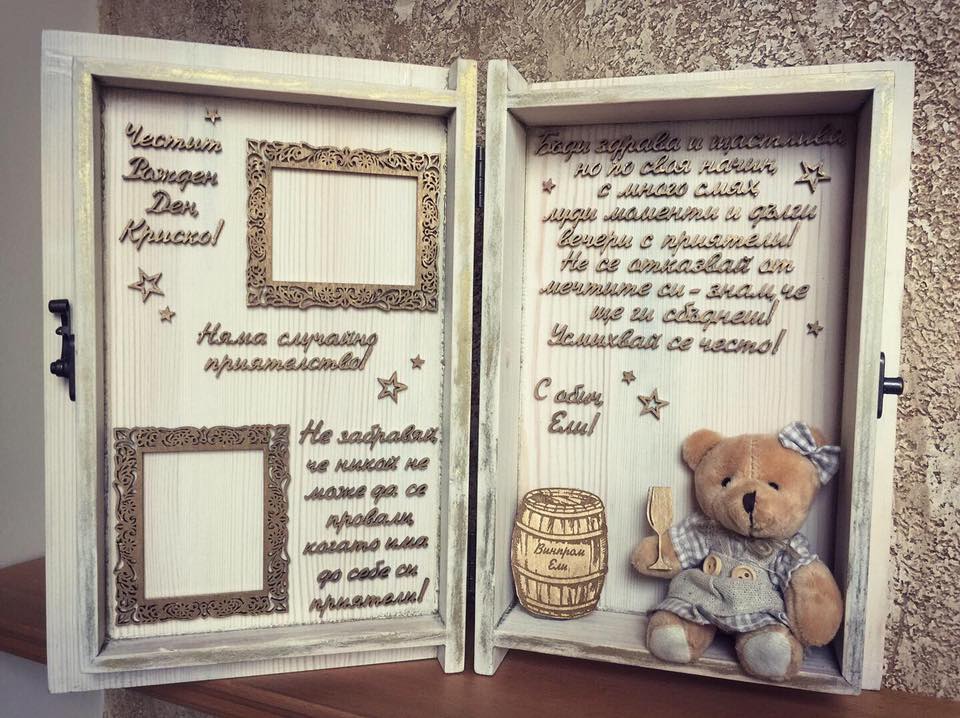 Честит
Рожден
Ден,
Криско!
Няма случайно
приятелство!
Не забравяй,
че никой не
може да се
провали,
когато има
до себе си
приятели!
Бъди здрава и щастлива,
но по своя начин,
с много смях,
луди моменти и дълги
вечери с приятели!
Не се отказвай от
мечтите си - знам, че
ще ги сбъднеш!
Усмихвай се често!
С обич,
Ели!
Винпром
Ели